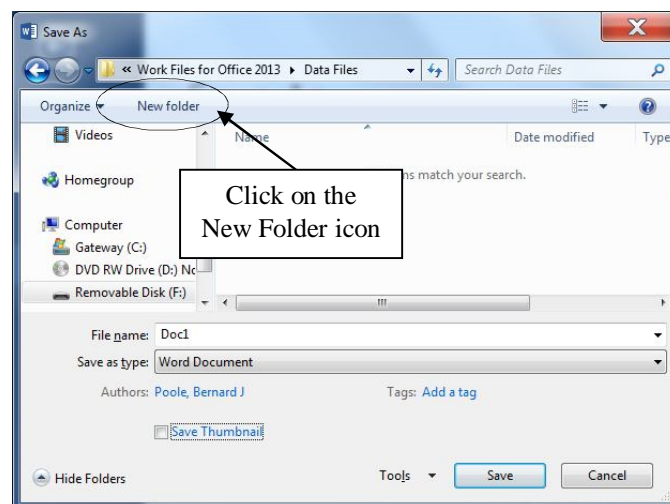 Save As
« Work Files for Office 2013 Data Files Search Data Files
Organize New folder
Videos Name Date modified Type
Homegroup ns match your search.
Click on the
New Folder icon
Computer
Gateway (C:)
DVD RW Drive (D:) Nc
Removable Disk (F:)
File name: Doc1
Save as type: Word Document
Authors: Poole, Bernard J Tags: Add a tag
Save Thumbnail
Hide Folders Tools Save Cancel